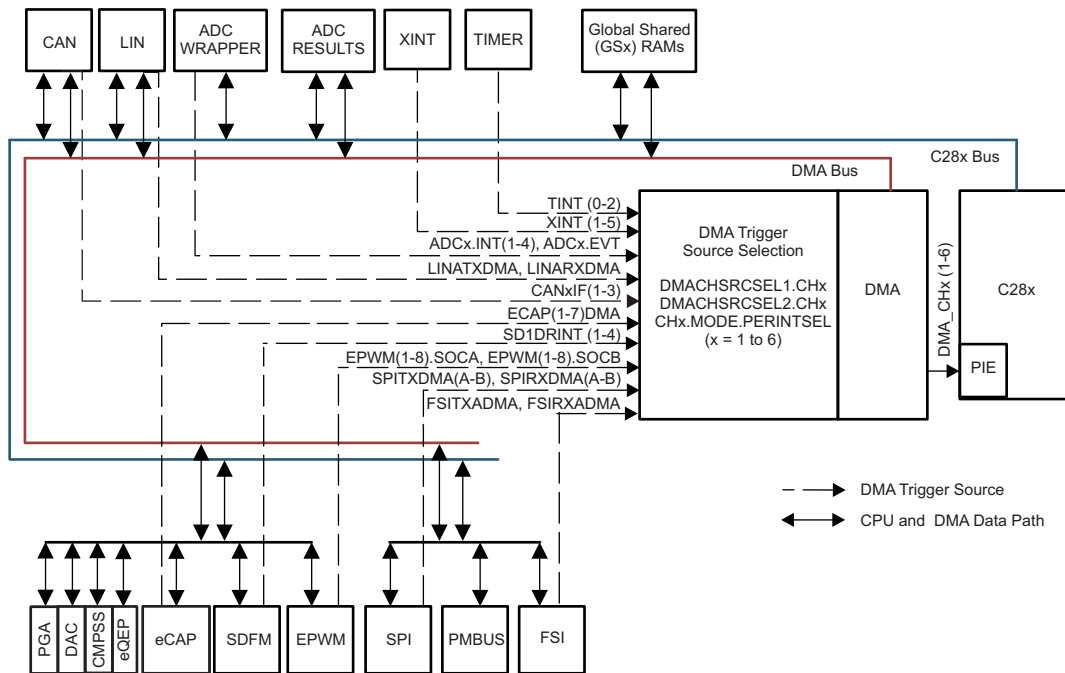 CAN
LIN
ADC
WRAPPER
ADC
RESULTS
XINT
TIMER
Global Shared
(GSx) RAMs
C28x Bus
DMA Bus
TINT (0-2)
XINT (1-5)
ADCx.INT(1-4), ADCx.EVT
LINATXDMA, LINARXDMA
CANxIF(1-3)
ECAP(1-7)DMA
SD1DRINT (1-4)
EPWM(1-8).SOCA, EPWM(1-8).SOCB
SPITXDMA(A-B), SPIRXDMA(A-B)
FSITXADMA, FSIRXADMA
DMA Trigger
Source Selection
DMACHSRCSEL1.CHx
DMACHSRCSEL2.CHx
CHx.MODE.PERINTSEL
(x = 1 to 6)
DMA
DMA_CHx (1-6)
C28x
PIE
DMA Trigger Source
CPU and DMA Data Path
PGA
DAC
CMPSS
eQEP
eCAP
SDFM
EPWM
SPI
PMBUS
FSI